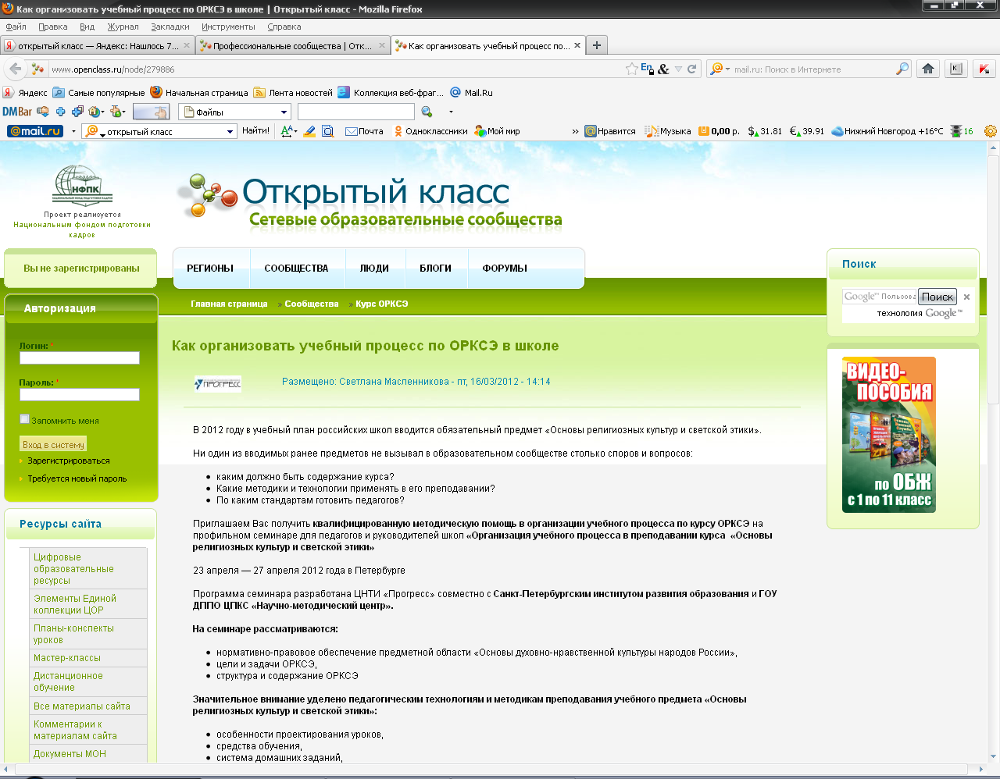 Как организовать учебный процесс по ОРКСЭ в школе | Открытый класс - Mozilla Firefox
Файл Правка Вид Журнал Закладки Инструменты Справка
открытый класс — Яндекс: Нашлось 7... Профессиональные сообщества | Отк... Как организовать учебный процесс по...
www.openclass.ru/node/279886 En mail.ru: Поиск в Интернете
Яндекс Самые популярные Начальная страница Лента новостей Коллекция веб-фраг... Mail.Ru
DMBar Файлы
@mail.ru открытый класс Найти! Почта Одноклассники Мой мир » Нравится Музыка 0,00 р. $ 31.81 € 39.91 Нижний Новгород +16°C 16
НФПК
Проект реализуется
Национальным фондом подготовки
кадров
Открытый класс
Сетевые образовательные сообщества
Вы не зарегистрированы
РЕГИОНЫ СООБЩЕСТВА ЛЮДИ БЛОГИ ФОРУМЫ
Главная страница » Сообщества » Курс ОРКСЭ
Поиск
Google™ Пользова Поиск ×
технология Google™
Авторизация
Логин: *
Пароль: *
Запомнить меня
Вход в систему
Зарегистрироваться
Требуется новый пароль
Ресурсы сайта
Цифровые
образовательные
ресурсы
Элементы Единой
коллекции ЦОР
Планы-конспекты
уроков
Мастер-классы
Дистанционное
обучение
Все материалы сайта
Комментарии к
материалам сайта
Документы МОН
Как организовать учебный процесс по ОРКСЭ в школе
ПРОГРЕСС Размещено: Светлана Масленникова - пт, 16/03/2012 - 14:14
В 2012 году в учебный план российских школ вводится обязательный предмет «Основы религиозных культур и светской этики».
Ни один из вводимых ранее предметов не вызывал в образовательном сообществе столько споров и вопросов:
• каким должно быть содержание курса?
• Какие методики и технологии применять в его преподавании?
• По каким стандартам готовить педагогов?
Приглашаем Вас получить квалифицированную методическую помощь в организации учебного процесса по курсу ОРКСЭ на
профильном семинаре для педагогов и руководителей школ «Организация учебного процесса в преподавании курса «Основы
религиозных культур и светской этики»
23 апреля — 27 апреля 2012 года в Петербурге
Программа семинара разработана ЦНТИ «Прогресс» совместно с Санкт-Петербургским институтом развития образования и ГОУ
ДППО ЦПКС «Научно-методический центр».
На семинаре рассматриваются:
• нормативно-правовое обеспечение предметной области «Основы духовно-нравственной культуры народов России»,
• цели и задачи ОРКСЭ,
• структура и содержание ОРКСЭ
Значительное внимание уделено педагогическим технологиям и методикам преподавания учебного предмета «Основы
религиозных культур и светской этики»:
• особенности проектирования уроков,
• средства обучения,
• система домашних заданий,
ВИДЕО-
ПОСОБИЯ
по ОБЖ
с 1 по 11 класс